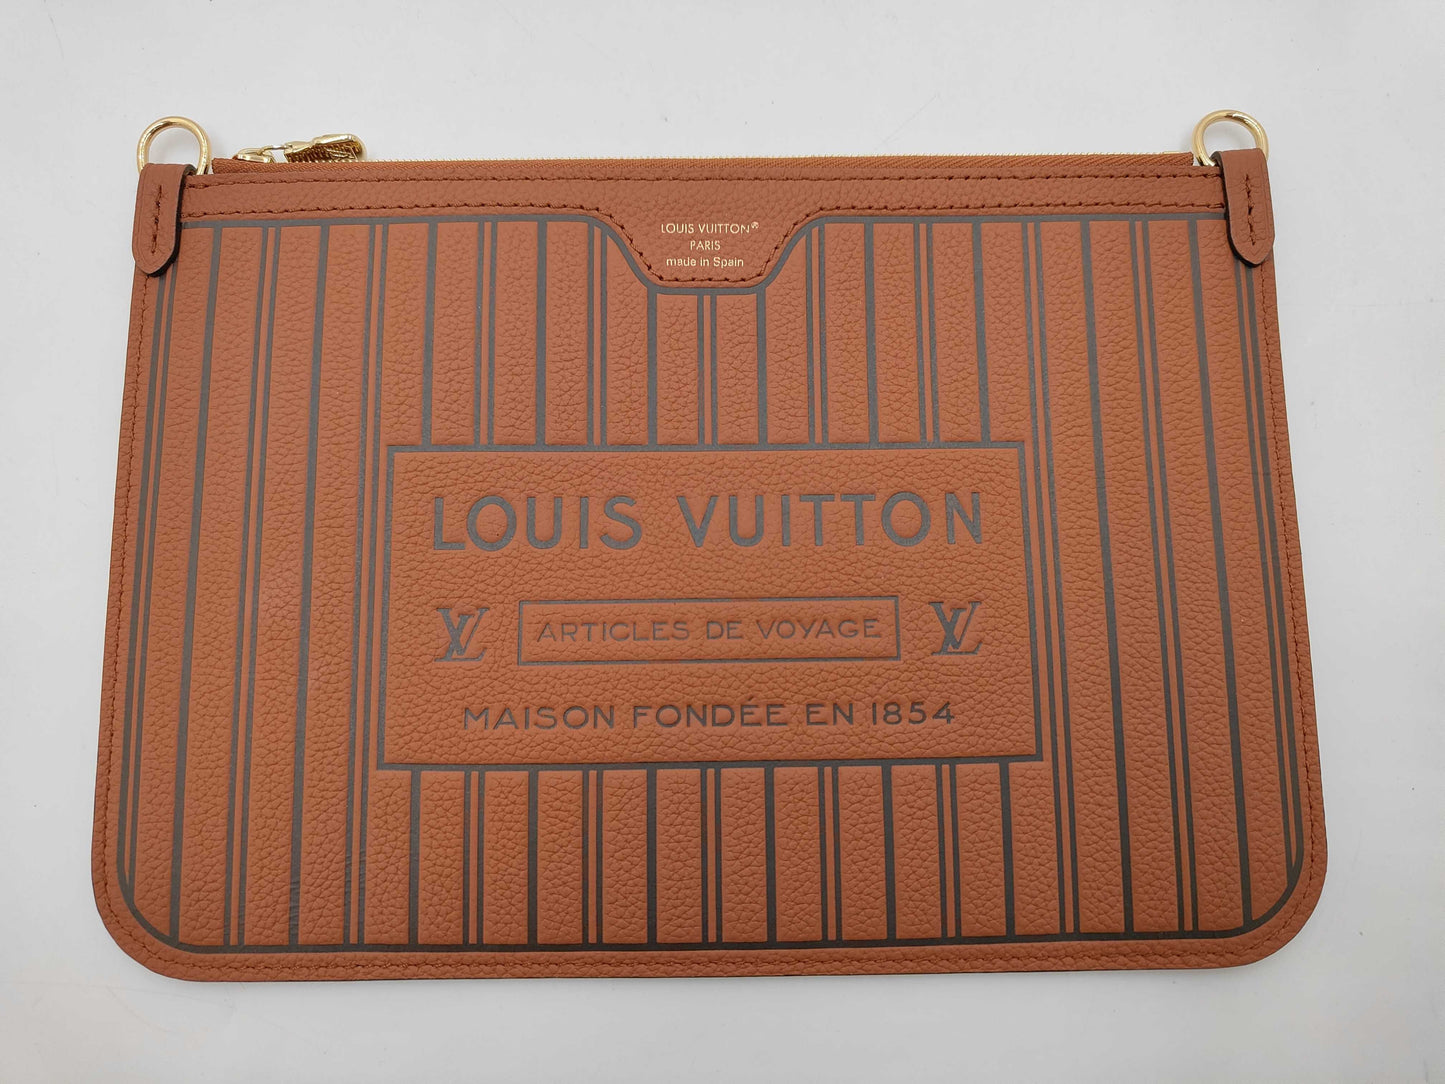 LOUIS VUITTON®
PARIS
made in Spain
LOUIS VUITTON
LV ARTICLES DE VOYAGE LV
MAISON FONDÉE EN 1854